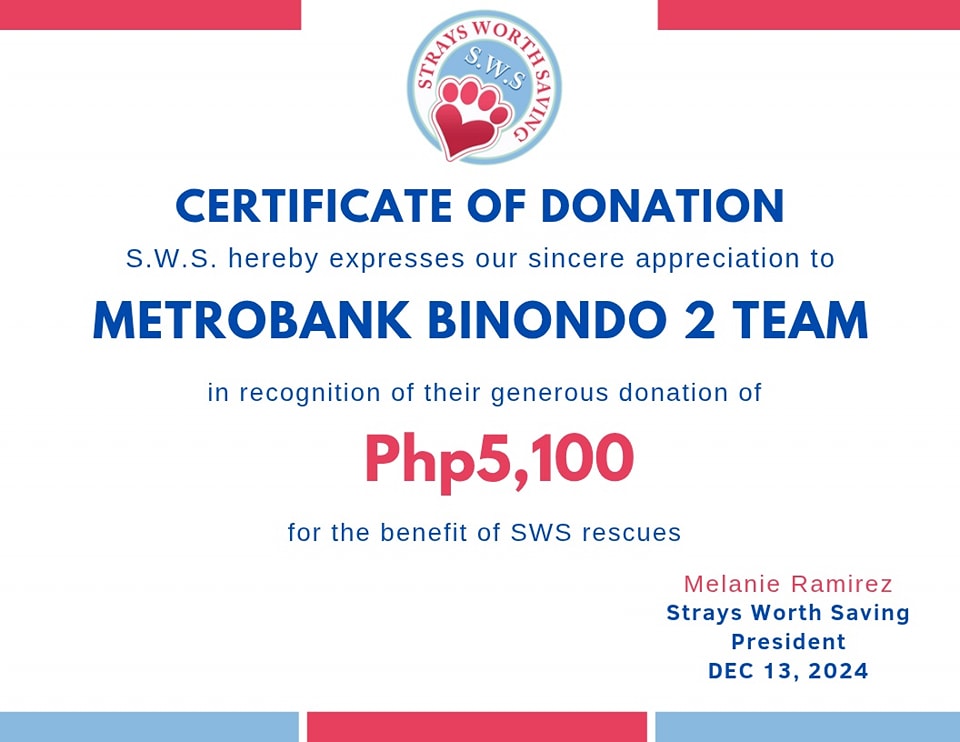 STRAYS WORTH SAVING
S.W.S
CERTIFICATE OF DONATION
S.W.S. hereby expresses our sincere appreciation to
METROBANK BINONDO 2 TEAM
in recognition of their generous donation of
Php5,100
for the benefit of SWS rescues
Melanie Ramirez
Strays Worth Saving
President
DEC 13, 2024